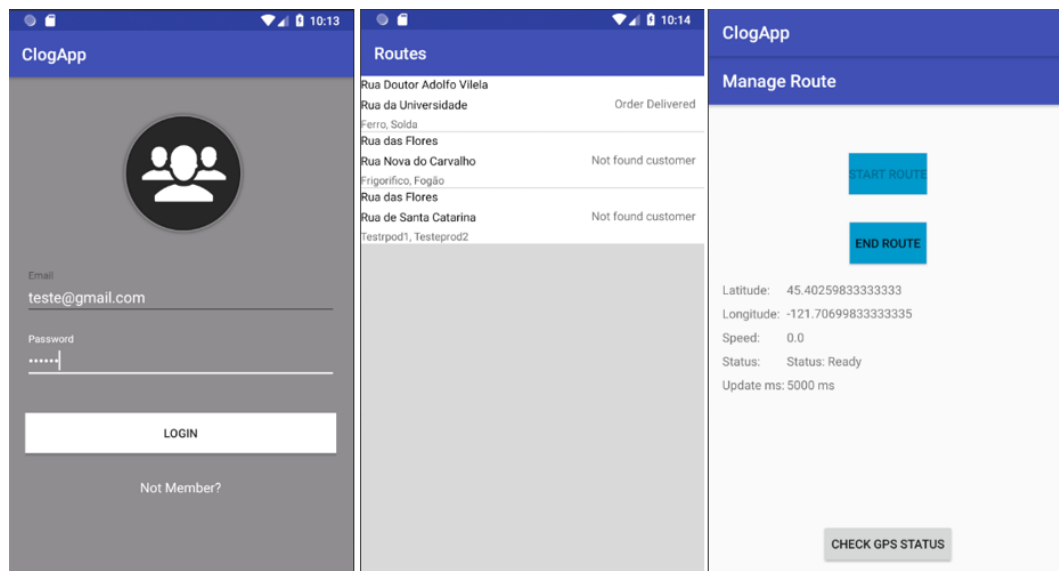 10:13
ClogApp
Email
teste@gmail.com
Password
••••••
LOGIN
Not Member?
10:14
Routes
Rua Doutor Adolfo Vilela
Rua da Universidade
Order Delivered
Ferro, Solda
Rua das Flores
Rua Nova do Carvalho
Not found customer
Frigorifico, Fogão
Rua das Flores
Rua de Santa Catarina
Not found customer
Testrpod1, Testeprod2
ClogApp
Manage Route
START ROUTE
END ROUTE
Latitude: 45.40259833333333
Longitude: -121.70699833333335
Speed: 0.0
Status: Status: Ready
Update ms: 5000 ms
CHECK GPS STATUS